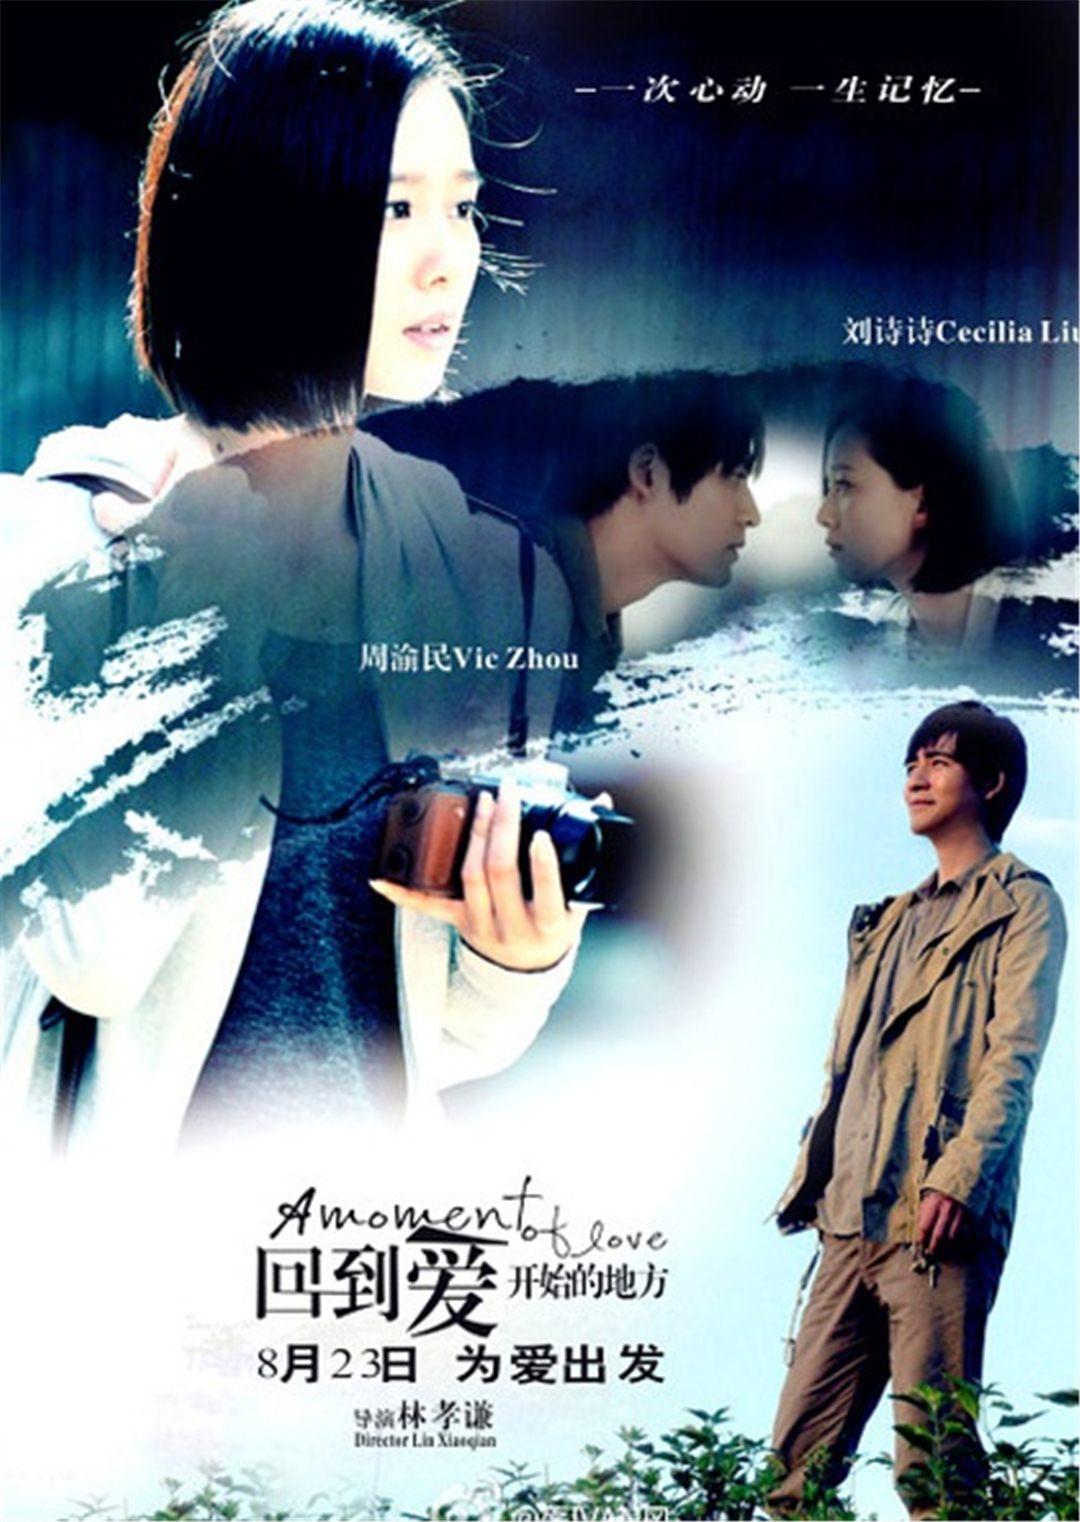 一次心动 一生记忆
刘诗诗Cecilia Liu
周渝民Vic Zhou
A moment of love
回到爱开始的地方
8月23日 为爱出发
导演林孝谦
Director Lin Xiaoqian